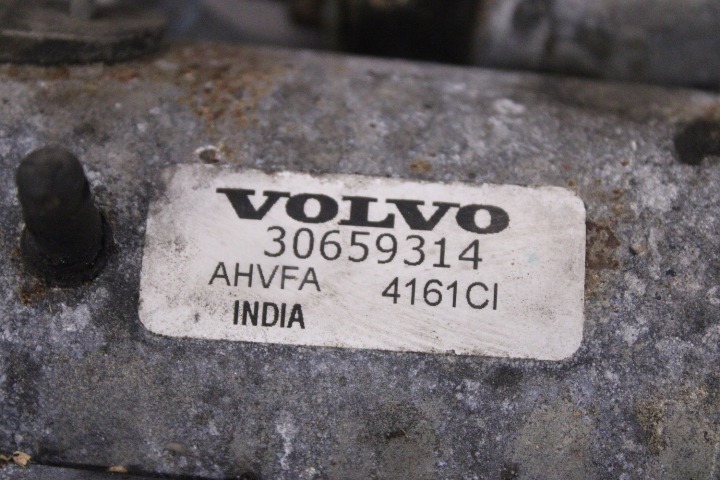 VOLVO
30659314
AHVFA 4161CI
INDIA